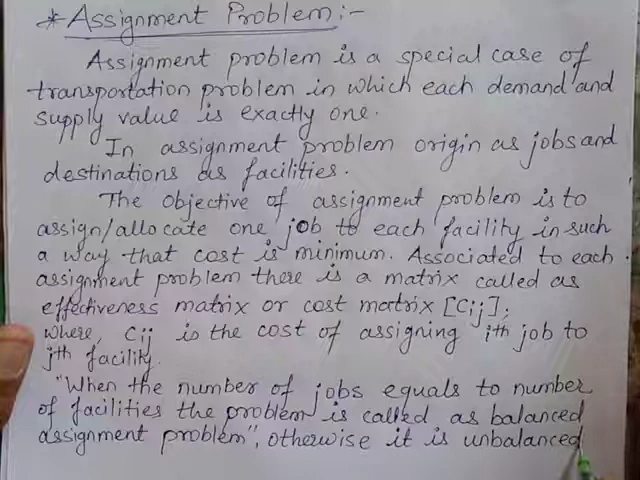 * Assignment Problem:-
Assignment problem is a special case of
transportation problem in which each demand and
supply value is exactly one.
In assignment problem origin as jobs and
destinations as facilities.
The objective of assignment problem is to
assign/allocate one job to each facility in such
a way that cost is minimum. Associated to each
assignment problem there is a matrix called as
effectiveness matrix or cost matrix [Cij],
where, Cij is the cost of assigning ith job to
jth facility.
"When the number of jobs equals to number
of facilities the problem is called as balanced
assignment problem", otherwise it is unbalanced